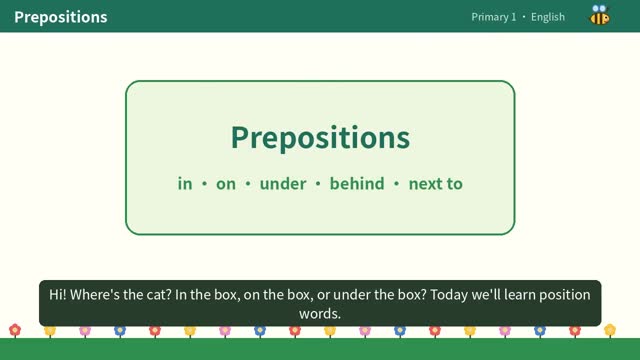 Prepositions
Primary 1 • English
Prepositions
in • on • under • behind • next to
Hi! Where's the cat? In the box, on the box, or under the box? Today we'll learn position
words.